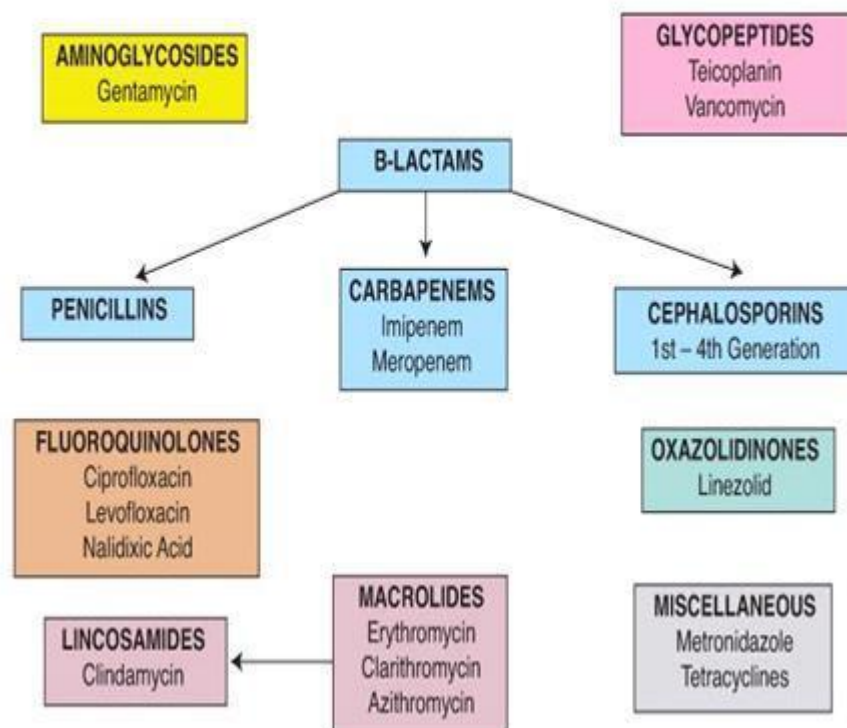 AMINOGLYCOSIDES
Gentamycin
GLYCOPEPTIDES
Teicoplanin
Vancomycin
B-LACTAMS
PENICILLINS
CARBAPENEMS
Imipenem
Meropenem
CEPHALOSPORINS
1st – 4th Generation
FLUOROQUINOLONES
Ciprofloxacin
Levofloxacin
Nalidixic Acid
OXAZOLIDINONES
Linezolid
LINCOSAMIDES
Clindamycin
MACROLIDES
Erythromycin
Clarithromycin
Azithromycin
MISCELLANEOUS
Metronidazole
Tetracyclines